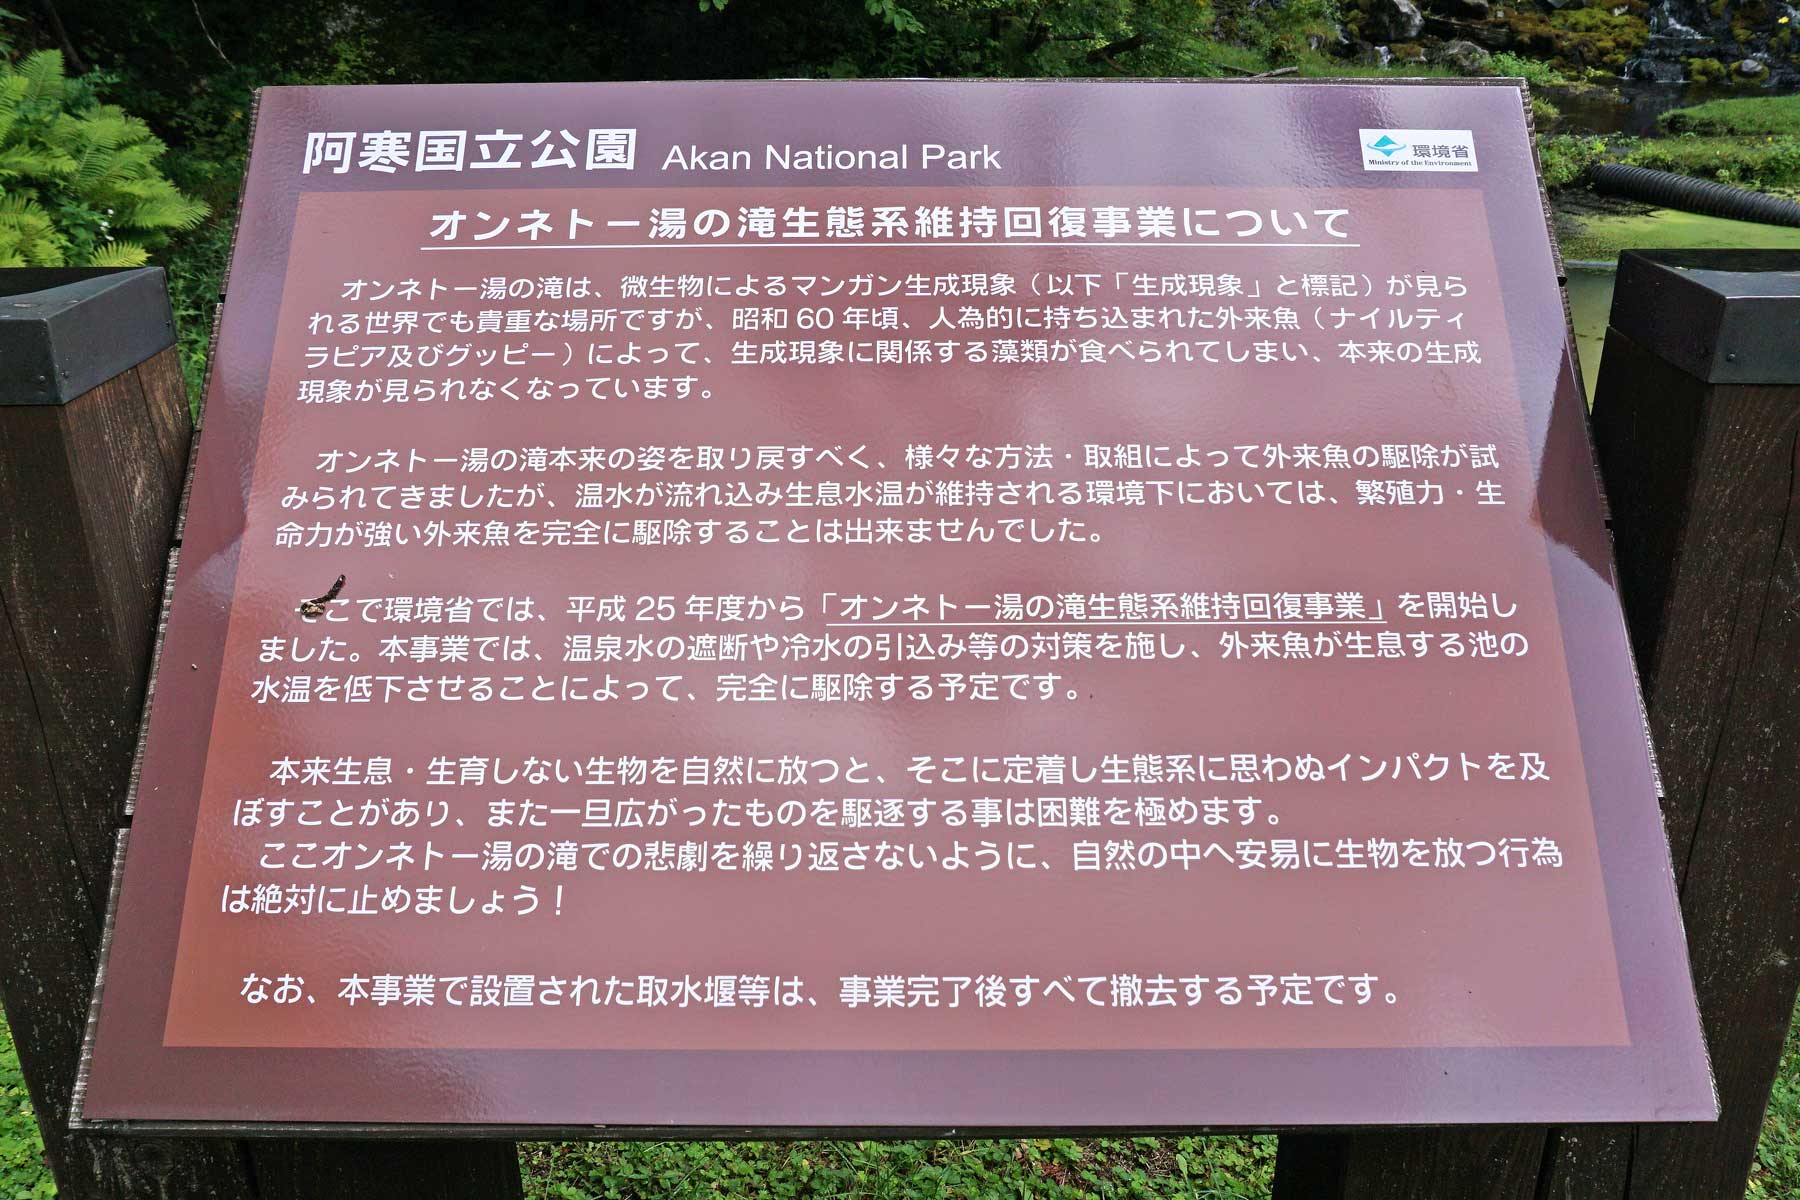 阿寒国立公園 Akan National Park
環境省
Ministry of the Environment
オンネトー湯の滝生態系維持回復事業について
オンネトー湯の滝は、微生物によるマンガン生成現象（以下「生成現象」と標記）が見ら
れる世界でも貴重な場所ですが、昭和 60 年頃、人為的に持ち込まれた外来魚（ナイルティ
ラピア及びグッピー）によって、生成現象に関係する藻類が食べられてしまい、本来の生成
現象が見られなくなっています。
オンネトー湯の滝本来の姿を取り戻すべく、様々な方法・取組によって外来魚の駆除が試
みられてきましたが、温水が流れ込み生息水温が維持される環境下においては、繁殖力・生
命力が強い外来魚を完全に駆除することは出来ませんでした。
そこで環境省では、平成 25 年度から「オンネトー湯の滝生態系維持回復事業」を開始し
ました。本事業では、温泉水の遮断や冷水の引込み等の対策を施し、外来魚が生息する池の
水温を低下させることによって、完全に駆除する予定です。
本来生息・生育しない生物を自然に放つと、そこに定着し生態系に思わぬインパクトを及
ぼすことがあり、また一旦広がったものを駆逐する事は困難を極めます。
ここオンネトー湯の滝での悲劇を繰り返さないように、自然の中へ安易に生物を放つ行為
は絶対に止めましょう！
なお、本事業で設置された取水堰等は、事業完了後すべて撤去する予定です。